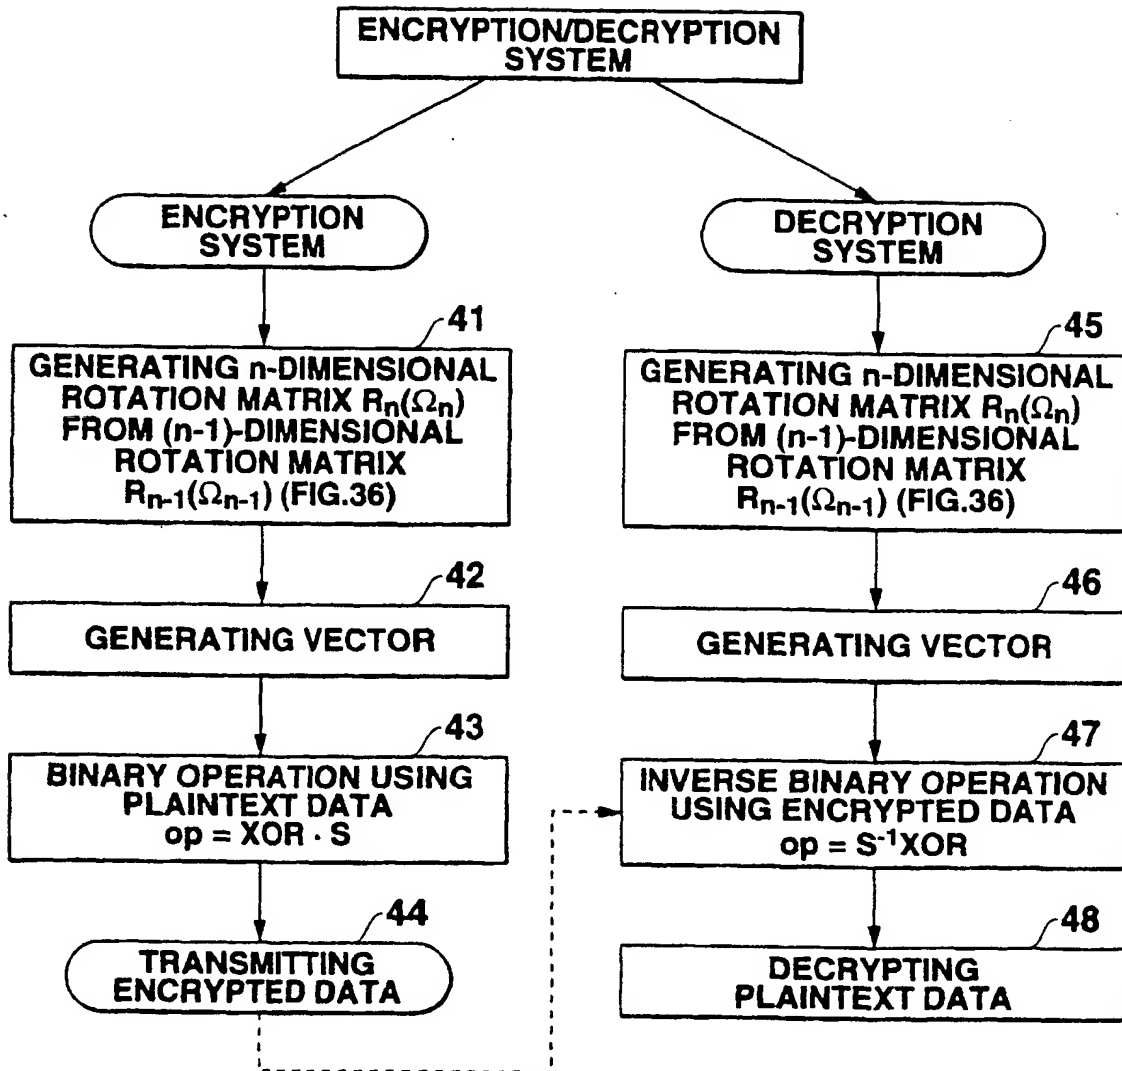 ENCRYPTION/DECRYPTION
SYSTEM
ENCRYPTION
SYSTEM
41
GENERATING n-DIMENSIONAL
ROTATION MATRIX Rn(Ωn)
FROM (n-1)-DIMENSIONAL
ROTATION MATRIX
Rn-1(Ωn-1) (FIG.36)
42
GENERATING VECTOR
43
BINARY OPERATION USING
PLAINTEXT DATA
op = XOR · S
44
TRANSMITTING
ENCRYPTED DATA
DECRYPTION
SYSTEM
45
GENERATING n-DIMENSIONAL
ROTATION MATRIX Rn(Ωn)
FROM (n-1)-DIMENSIONAL
ROTATION MATRIX
Rn-1(Ωn-1) (FIG.36)
46
GENERATING VECTOR
47
INVERSE BINARY OPERATION
USING ENCRYPTED DATA
op = S⁻¹XOR
48
DECRYPTING
PLAINTEXT DATA